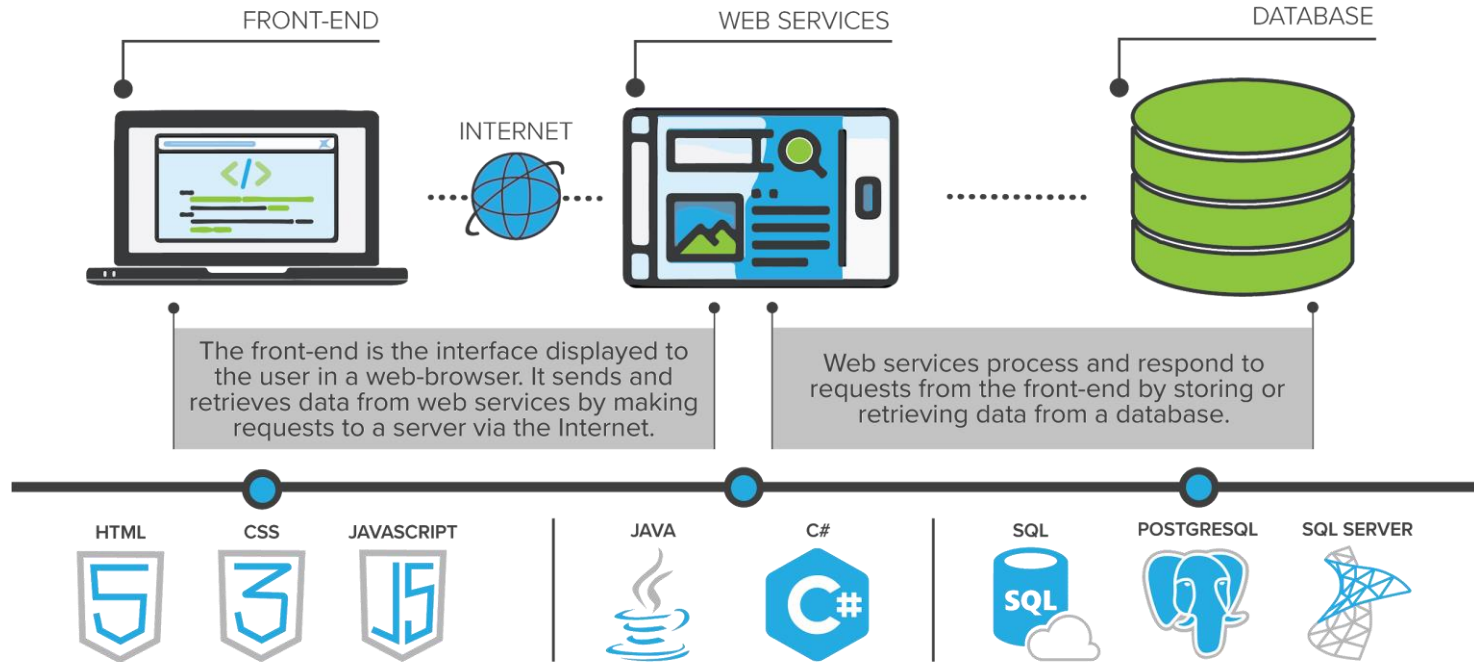 FRONT-END
WEB SERVICES
DATABASE
INTERNET
</>
The front-end is the interface displayed to
the user in a web-browser. It sends and
retrieves data from web services by making
requests to a server via the Internet.
Web services process and respond to
requests from the front-end by storing or
retrieving data from a database.
HTML
CSS
JAVASCRIPT
JAVA
C#
SQL
POSTGRESQL
SQL SERVER
5
3
JS
C#
SQL